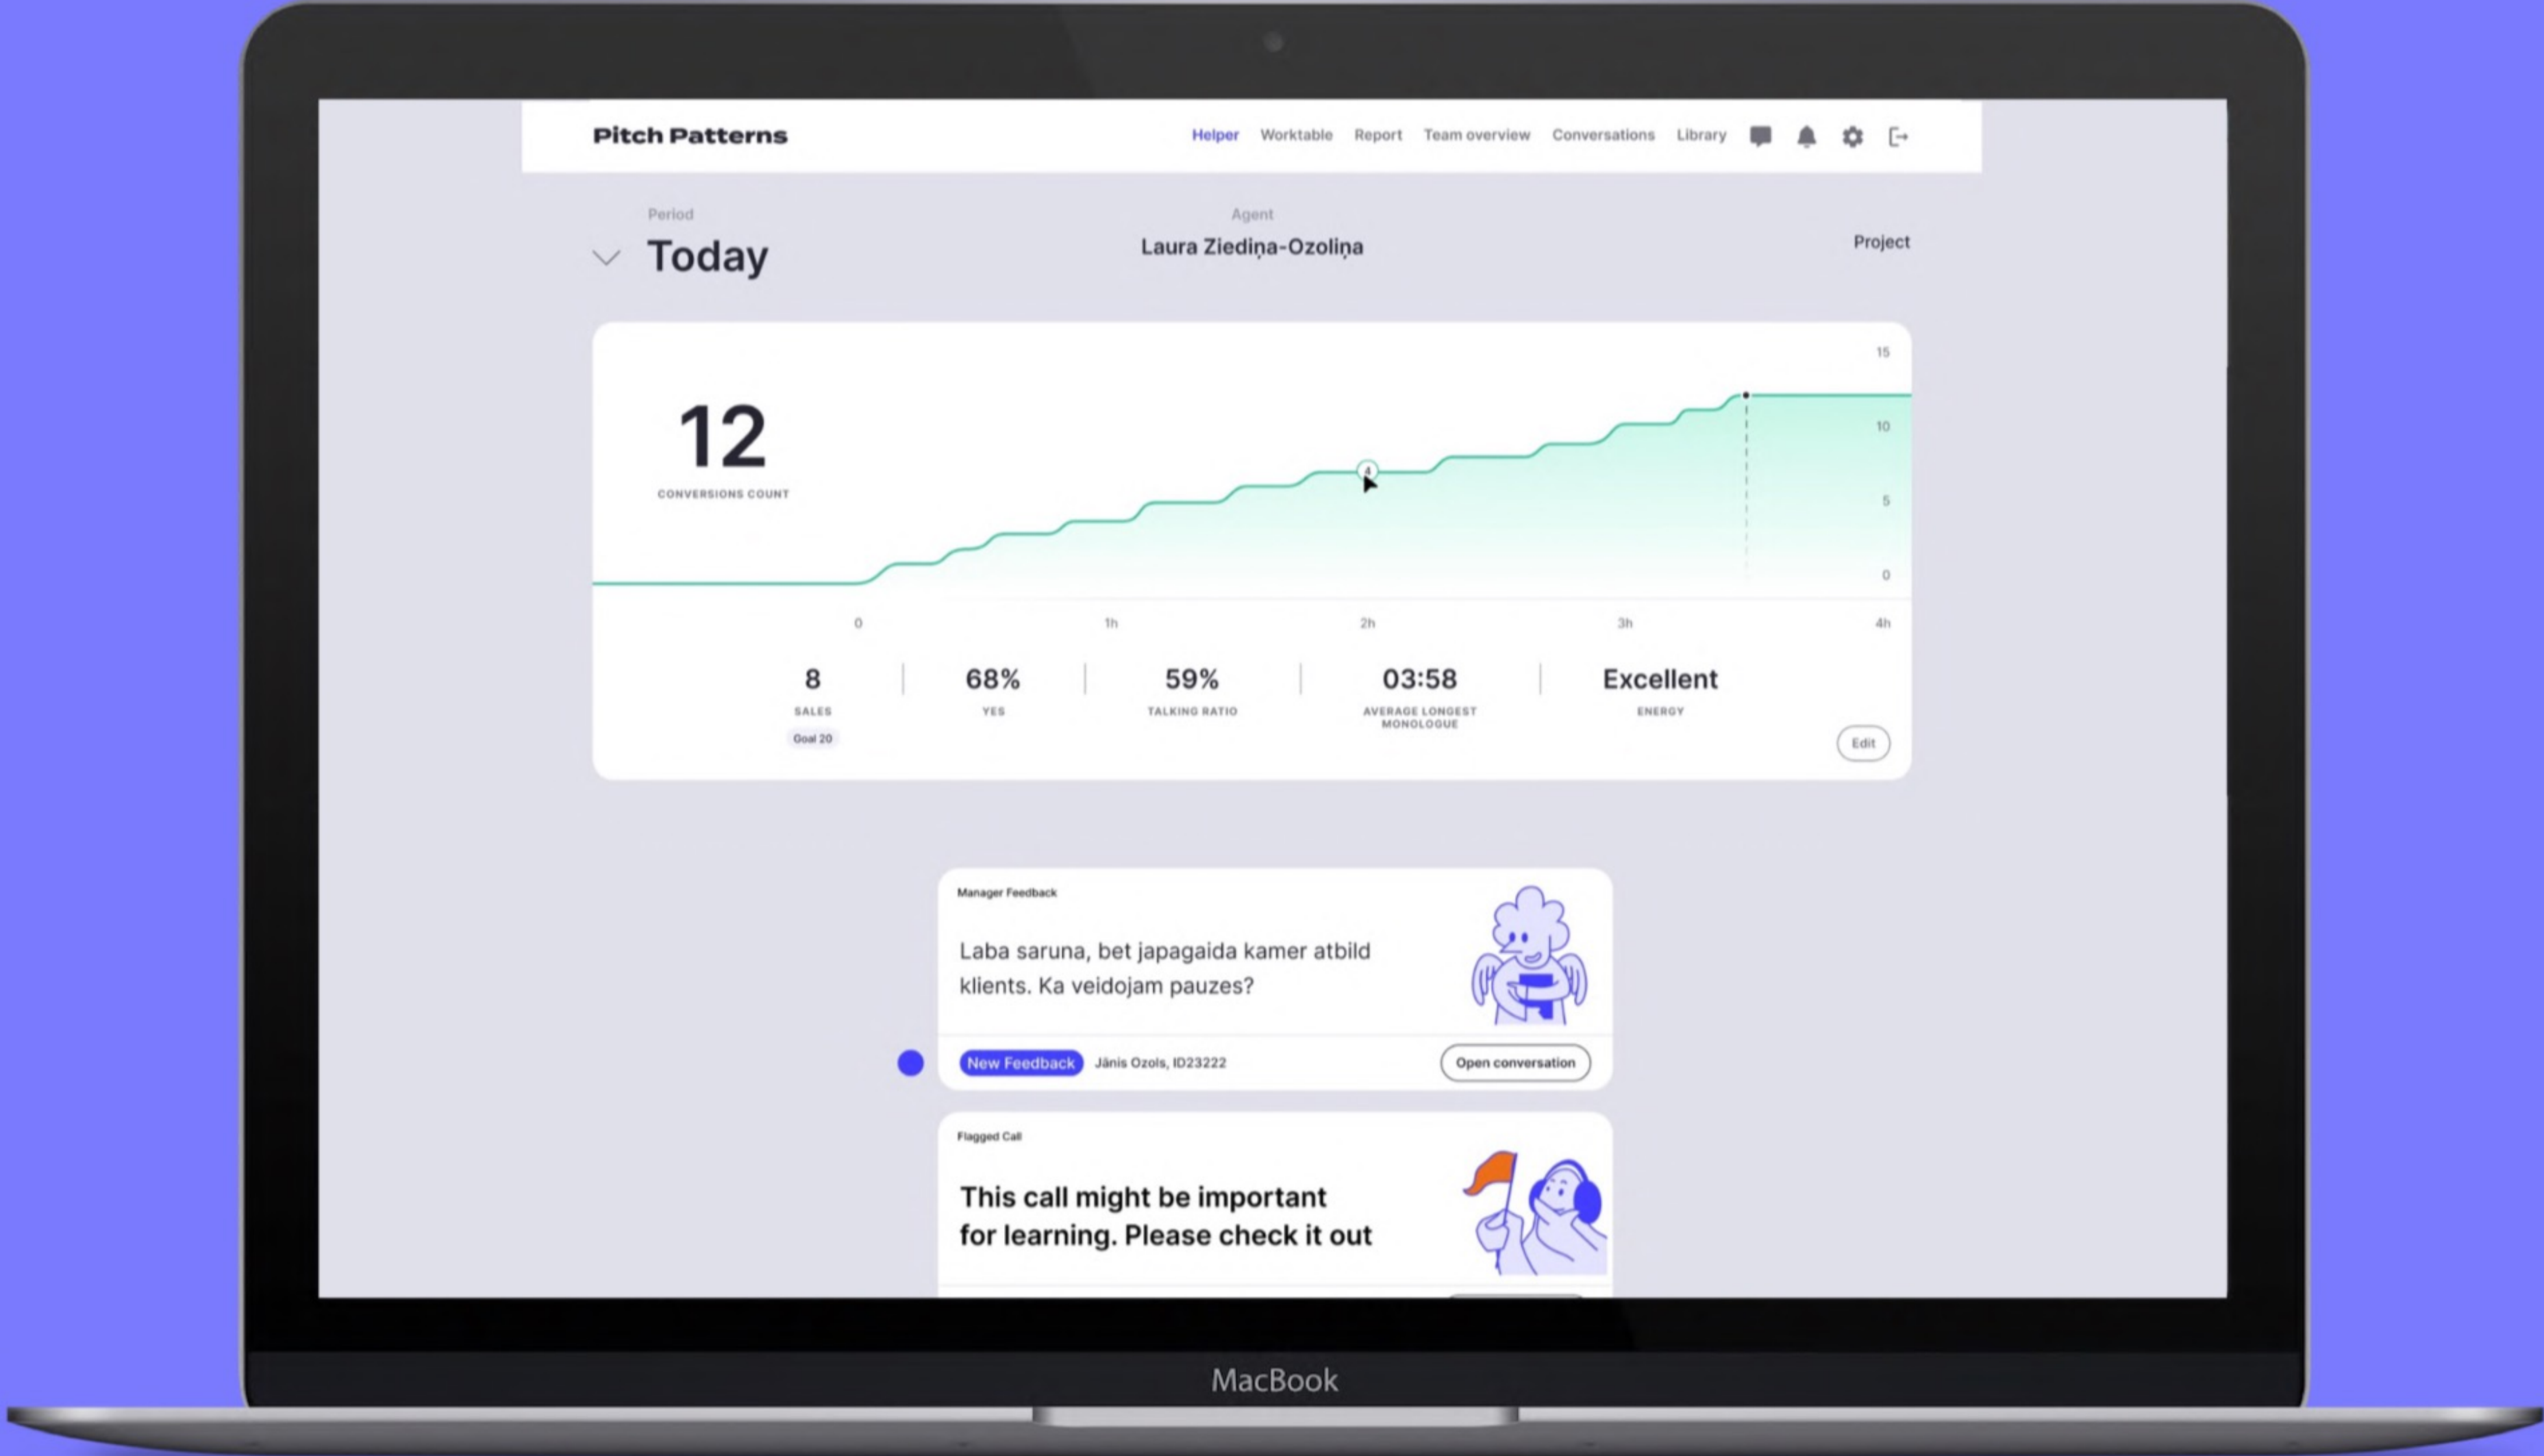 Pitch Patterns
Helper Worktable Report Team overview Conversations Library
Period
Today
Agent
Laura Ziediņa-Ozoliņa
Project
12
CONVERSIONS COUNT
15
10
5
0
4
0 1h 2h 3h 4h
8
SALES
Goal 20
68%
YES
59%
TALKING RATIO
03:58
AVERAGE LONGEST
MONOLOGUE
Excellent
ENERGY
Edit
Manager Feedback
Laba saruna, bet japagaida kamer atbild
klients. Ka veidojam pauzes?
New Feedback Jānis Ozols, ID23222 Open conversation
Flagged Call
This call might be important
for learning. Please check it out
MacBook